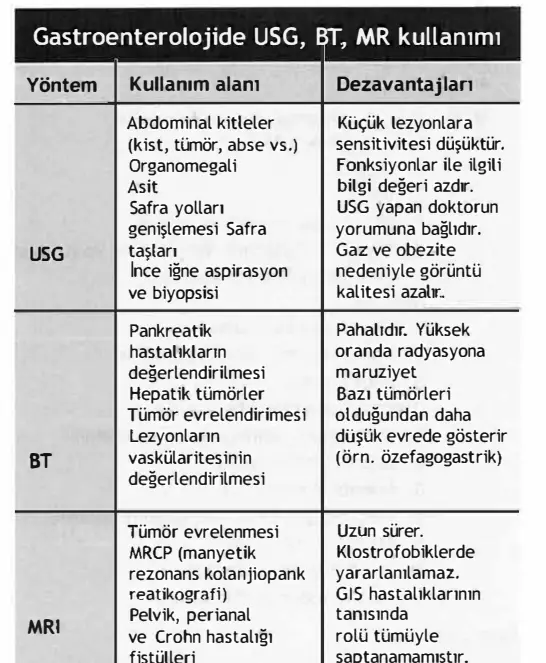 Gastroenterolojide USG, BT, MR kullanımı
Yöntem
Kullanım alanı
Dezavantajları
USG
Abdominal kitleler
(kist, tümör, abse vs.)
Organomegali
Asit
Safra yolları
genişlemesi Safra
taşları
İnce iğne aspirasyon
ve biyopsisi
Küçük lezyonlara
sensitivitesi düşüktür.
Fonksiyonlar ile ilgili
bilgi değeri azdır.
USG yapan doktorun
yorumuna bağlıdır.
Gaz ve obezite
nedeniyle görüntü
kalitesi azalır.
BT
Pankreatik
hastalıkların
değerlendirilmesi
Hepatik tümörler
Tümör evrelerdirimesi
Lezyonların
vaskülaritesinin
değerlendirilmesi
Pahalıdır. Yüksek
oranda radyasyona
maruziyet
Bazı tümörleri
olduğundan daha
düşük evrede gösterir
(örn. özefagogastrik)
MRI
Tümör evrelenmesi
MRCP (manyetik
rezonans kolanjiopank
reatikografi)
Pelvik, perianal
ve Crohn hastalığı
fistülleri
Uzun sürer.
Klostrofobiklerde
yararlanılamaz.
GIS hastalıklarının
tanısında
rolü tümüyle
saptanamamıstır.